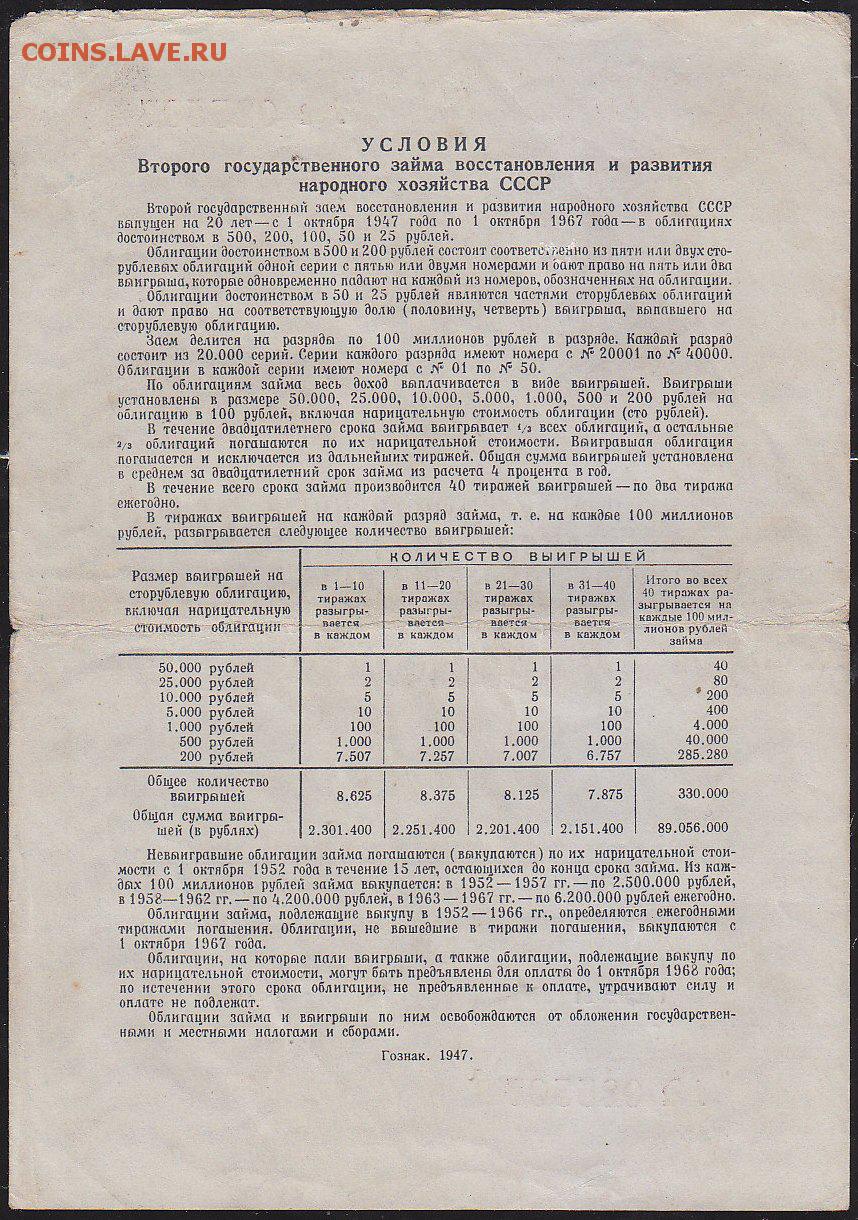 COINS.LAVE.RU
УСЛОВИЯ
Второго государственного займа восстановления и развития
народного хозяйства СССР
Второй государственный заем восстановления и развития народного хозяйства СССР
выпущен на 20 лет—с 1 октября 1947 года по 1 октября 1967 года—в облигациях
достоинством в 500, 200, 100, 50 и 25 рублей.
Облигации достоинством в 500 и 200 рублей состоят соответственно из пяти или двух сто-
рублевых облигаций одной серии с пятью или двумя номерами и дают право на пять или два
выигрыша, которые одновременно падают на каждый из номеров, обозначенных на облигации.
Облигации достоинством в 50 и 25 рублей являются частями сторублевых облигаций
и дают право на соответствующую долю (половину, четверть) выигрыша, выпавшего на
сторублевую облигацию.
Заем делится на разряды по 100 миллионов рублей в разряде. Каждый разряд
состоит из 20.000 серий. Серии каждого разряда имеют номера с № 20001 по № 40000.
Облигации в каждой серии имеют номера с № 01 по № 50.
По облигациям займа весь доход выплачивается в виде выигрышей. Выигрыши
установлены в размере 50.000, 25.000, 10.000, 5.000, 1.000, 500 и 200 рублей на
облигацию в 100 рублей, включая нарицательную стоимость облигации (сто рублей).
В течение двадцатилетнего срока займа выигрывает 1/3 всех облигаций, а остальные
2/3 облигаций погашаются по их нарицательной стоимости. Выигравшая облигация
погашается и исключается из дальнейших тиражей. Общая сумма выигрышей установлена
в среднем за двадцатилетний срок займа из расчета 4 процента в год.
В течение всего срока займа производится 40 тиражей выигрышей—по два тиража
ежегодно.
В тиражах выигрышей на каждый разряд займа, т. е. на каждые 100 миллионов
рублей, разыгрывается следующее количество выигрышей:
Размер выигрышей на
сторублевую облигацию,
включая нарицательную
стоимость облигации
КОЛИЧЕСТВО ВЫИГРЫШЕЙ
в 1—10
тиражах
разыгры-
вается
в каждом
в 11—20
тиражах
разыгры-
вается
в каждом
в 21—30
тиражах
разыгры-
вается
в каждом
в 31—40
тиражах
разыгры-
вается
в каждом
Итого во всех
40 тиражах ра-
зыгрывается на
каждые 100 мил-
лионов рублей
займа
50.000 рублей 1 1 1 1 40
25.000 рублей 2 2 2 2 80
10.000 рублей 5 5 5 5 200
5.000 рублей 10 10 10 10 400
1.000 рублей 100 100 100 100 4.000
500 рублей 1.000 1.000 1.000 1.000 40.000
200 рублей 7.507 7.257 7.007 6.757 285.280
Общее количество
выигрышей 8.625 8.375 8.125 7.875 330.000
Общая сумма выигры-
шей (в рублях) 2.301.400 2.251.400 2.201.400 2.151.400 89.056.000
Невыигравшие облигации займа погашаются (выкупаются) по их нарицательной стои-
мости с 1 октября 1952 года в течение 15 лет, остающихся до конца срока займа. Из каж-
дых 100 миллионов рублей займа выкупается: в 1952—1957 гг.—по 2.500.000 рублей,
в 1958—1962 гг.—по 4.200.000 рублей, в 1963—1967 гг.—по 6.200.000 рублей ежегодно.
Облигации займа, подлежащие выкупу в 1952—1966 гг., определяются ежегодными
тиражами погашения. Облигации, не вышедшие в тиражи погашения, выкупаются с
1 октября 1967 года.
Облигации, на которые пали выигрыши, а также облигации, подлежащие выкупу по
их нарицательной стоимости, могут быть предъявлены для оплаты до 1 октября 1968 года;
по истечении этого срока облигации, не предъявленные к оплате, утрачивают силу и
оплате не подлежат.
Облигации займа и выигрыши по ним освобождаются от обложения государствен-
ными и местными налогами и сборами.
Гознак. 1947.